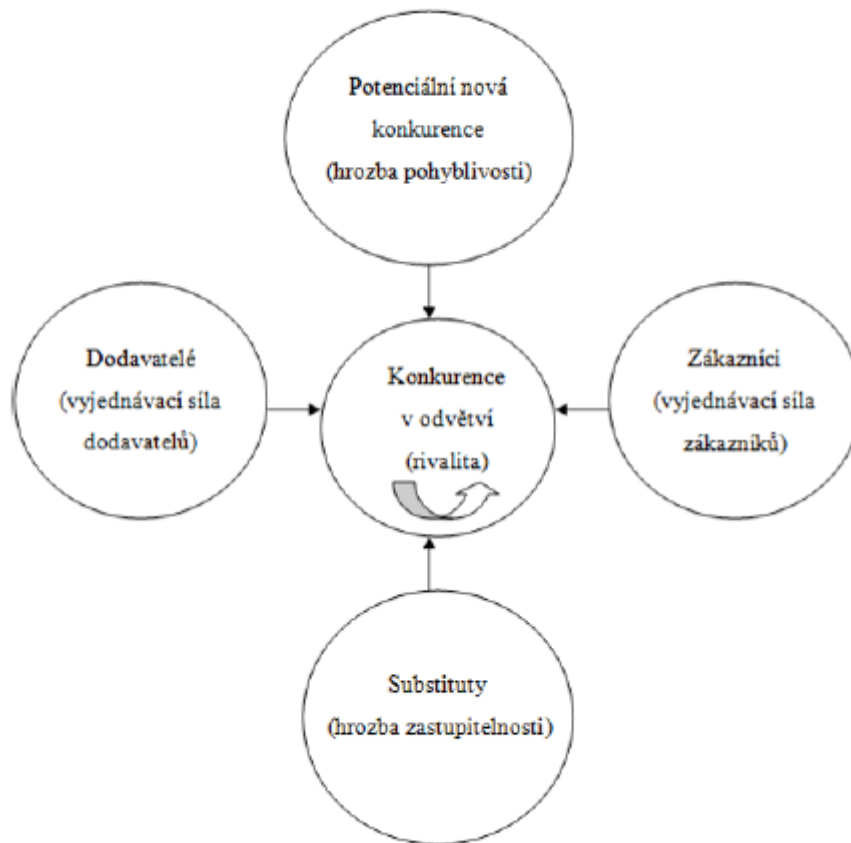 Potenciální nová
konkurence
(hrozba pohyblivosti)
Dodavatelé
(vyjednávací síla
dodavatelů)
Konkurence
v odvětví
(rivalita)
Zákazníci
(vyjednávací síla
zákazníků)
Substituty
(hrozba zastupitelnosti)